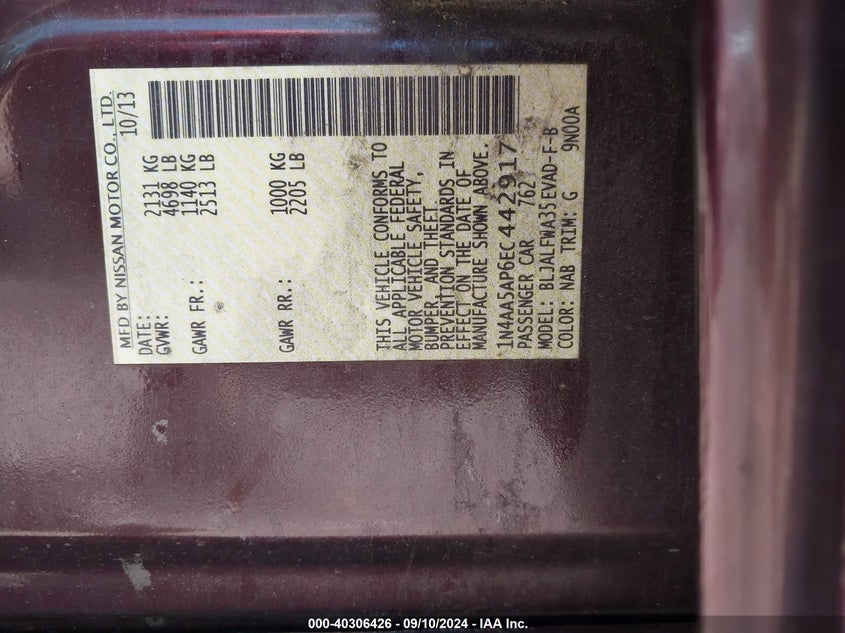 MFD BY NISSAN MOTOR CO., LTD.
DATE: 10/13
GVWR: 2131 KG
4698 LB
GAWR FR.: 1140 KG
2513 LB
GAWR RR.: 1000 KG
2205 LB
THIS VEHICLE CONFORMS TO
ALL APPLICABLE FEDERAL
MOTOR VEHICLE SAFETY,
BUMPER, AND THEFT
PREVENTION STANDARDS IN
EFFECT ON THE DATE OF
MANUFACTURE SHOWN ABOVE.
1N4AA5AP6EC442917
PASSENGER CAR 762
MODEL: BLJALFWA35EVAD-F-B
COLOR: NAB TRIM: G 9N00A
000-40306426 - 09/10/2024 - IAA Inc.